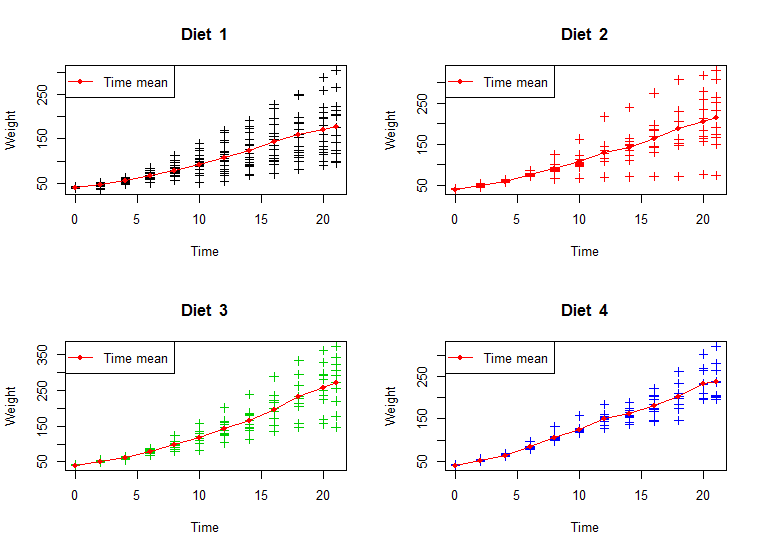 Diet 1
Time mean
Weight
50 150 250
0 5 10 15 20
Time
Diet 2
Time mean
Weight
50 150 250
0 5 10 15 20
Time
Diet 3
Time mean
Weight
50 150 250 350
0 5 10 15 20
Time
Diet 4
Time mean
Weight
50 150 250
0 5 10 15 20
Time